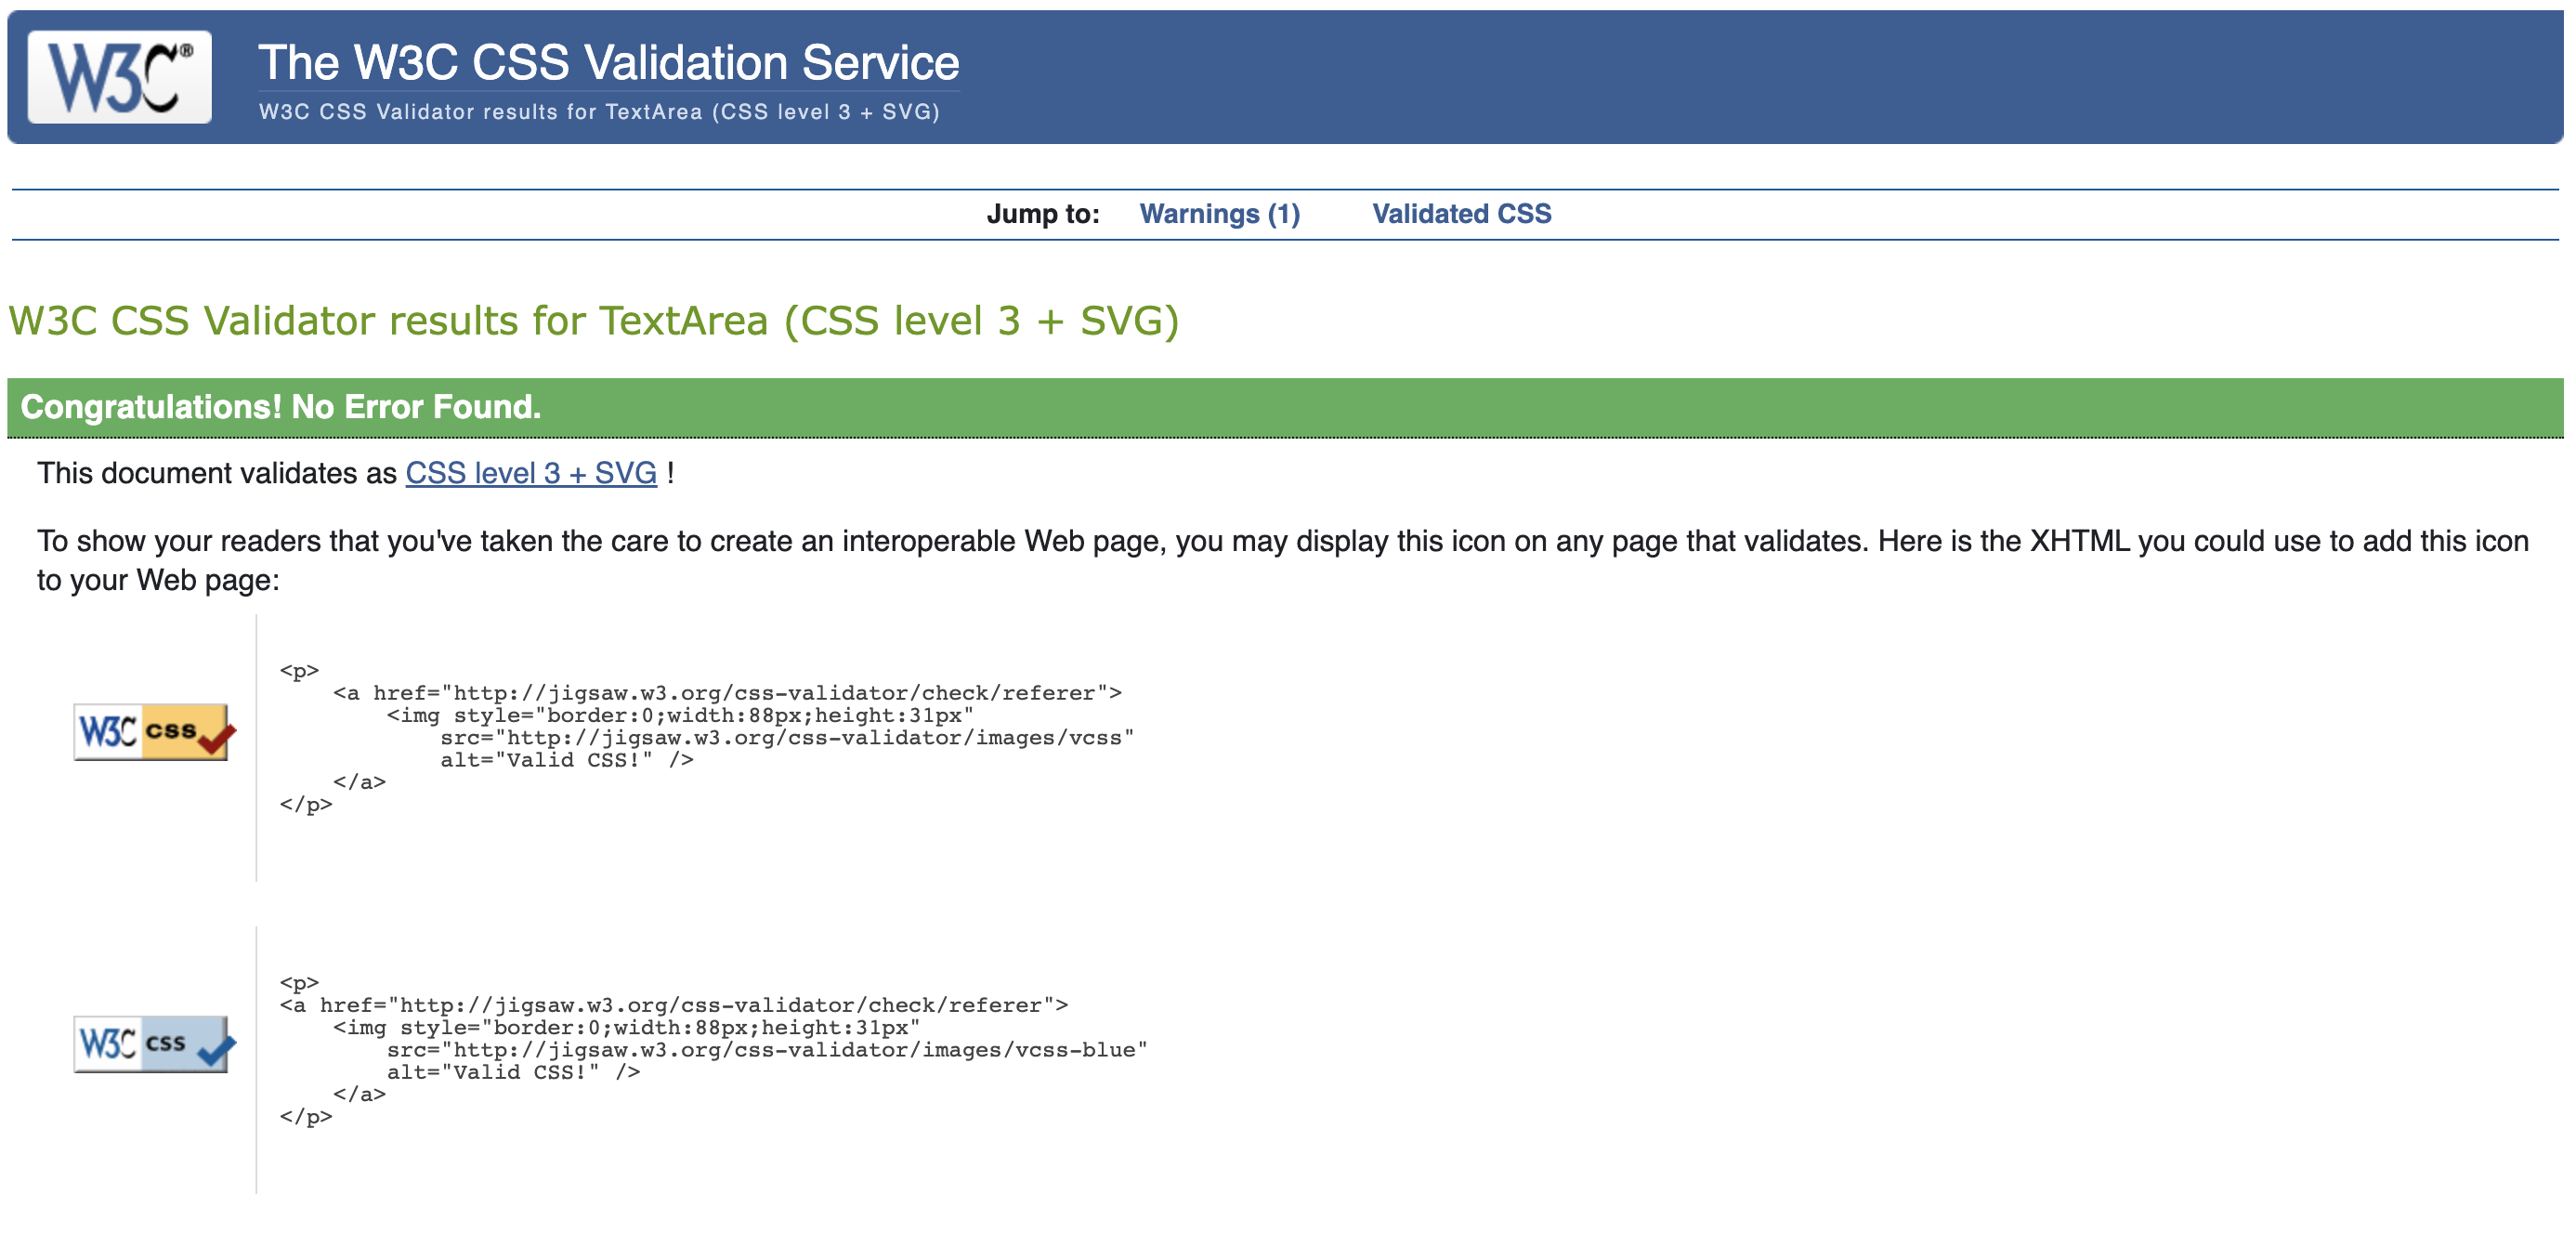 W3C®
The W3C CSS Validation Service
W3C CSS Validator results for TextArea (CSS level 3 + SVG)
Jump to: Warnings (1) Validated CSS
W3C CSS Validator results for TextArea (CSS level 3 + SVG)
Congratulations! No Error Found.
This document validates as CSS level 3 + SVG !
To show your readers that you've taken the care to create an interoperable Web page, you may display this icon on any page that validates. Here is the XHTML you could use to add this icon
to your Web page:
W3C css
<p>
    <a href="http://jigsaw.w3.org/css-validator/check/referer">
        <img style="border:0;width:88px;height:31px"
            src="http://jigsaw.w3.org/css-validator/images/vcss"
            alt="Valid CSS!" />
    </a>
</p>
W3C css
<p>
<a href="http://jigsaw.w3.org/css-validator/check/referer">
    <img style="border:0;width:88px;height:31px"
        src="http://jigsaw.w3.org/css-validator/images/vcss-blue"
        alt="Valid CSS!" />
    </a>
</p>